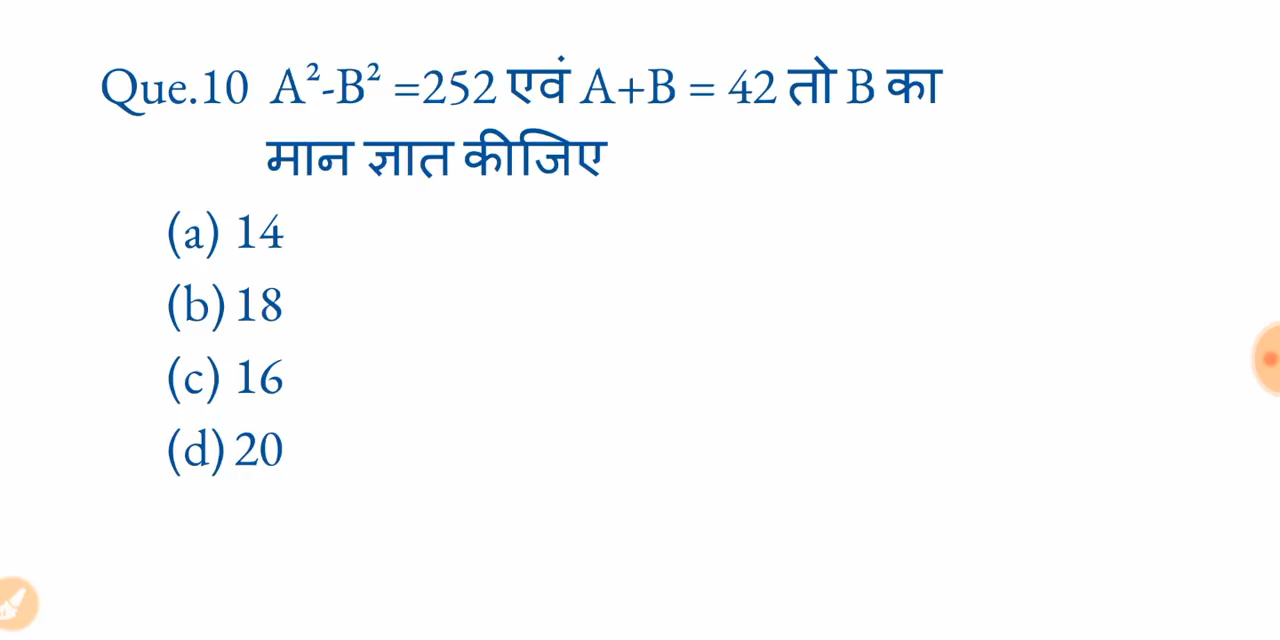 Que.10 A²-B² =252 एवं A+B = 42 तो B का
मान ज्ञात कीजिए
(a) 14
(b) 18
(c) 16
(d) 20